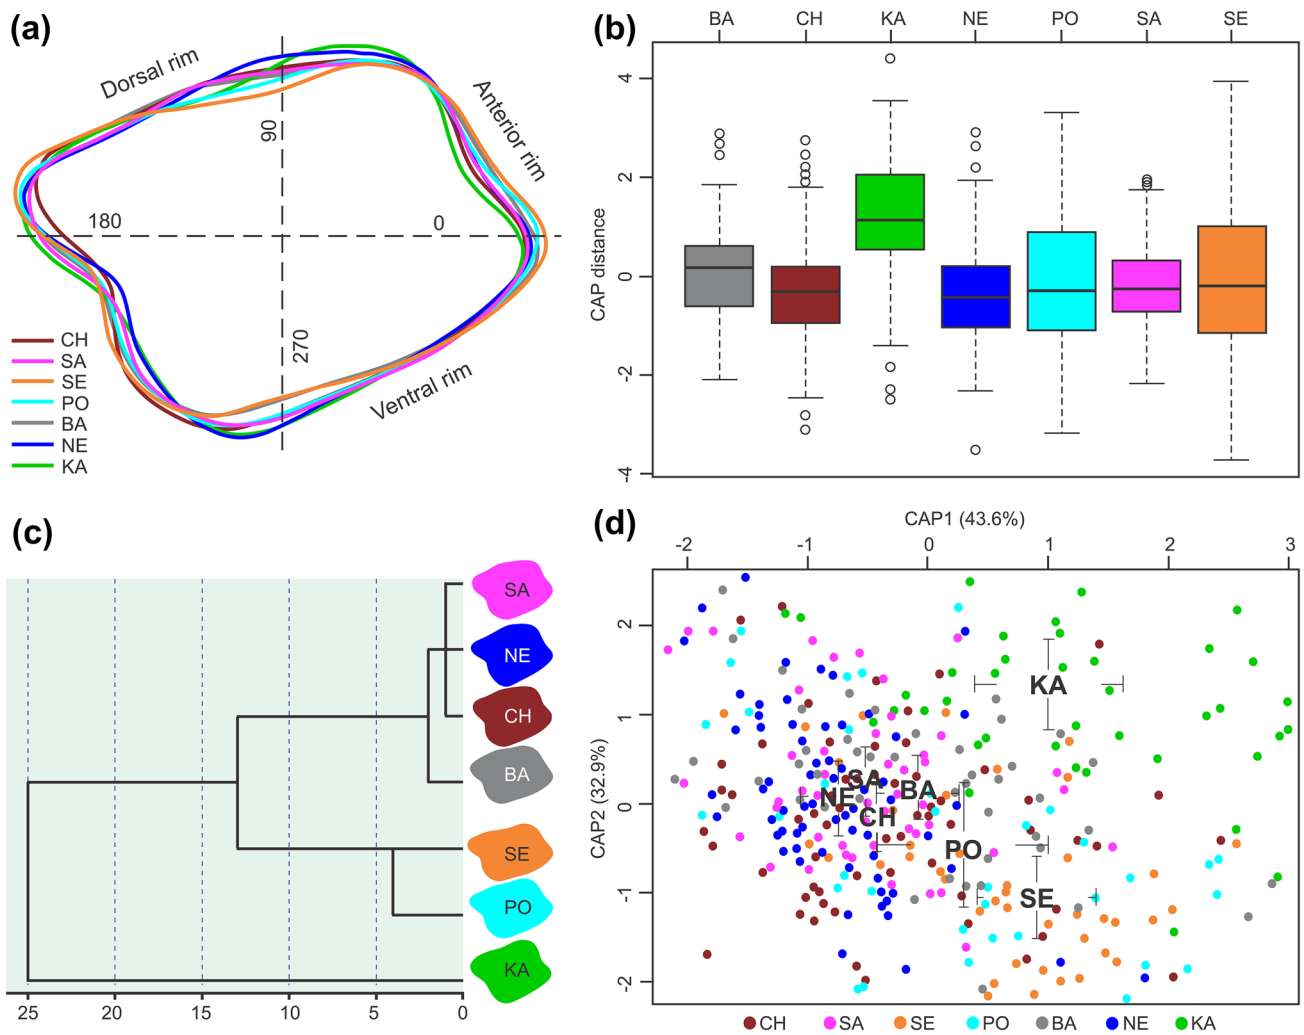 (a)
Dorsal rim
Anterior rim
90
180
0
270
Ventral rim
CH
SA
SE
PO
BA
NE
KA
(b)
BA CH KA NE PO SA SE
CAP distance
4
2
0
-2
-4
(c)
SA
NE
CH
BA
SE
PO
KA
25 20 15 10 5 0
(d)
CAP1 (43.6%)
-2 -1 0 1 2 3
CAP2 (32.9%)
2
1
0
-1
-2
KA
SA
NE
BA
CH
PO
SE
CH SA SE PO BA NE KA